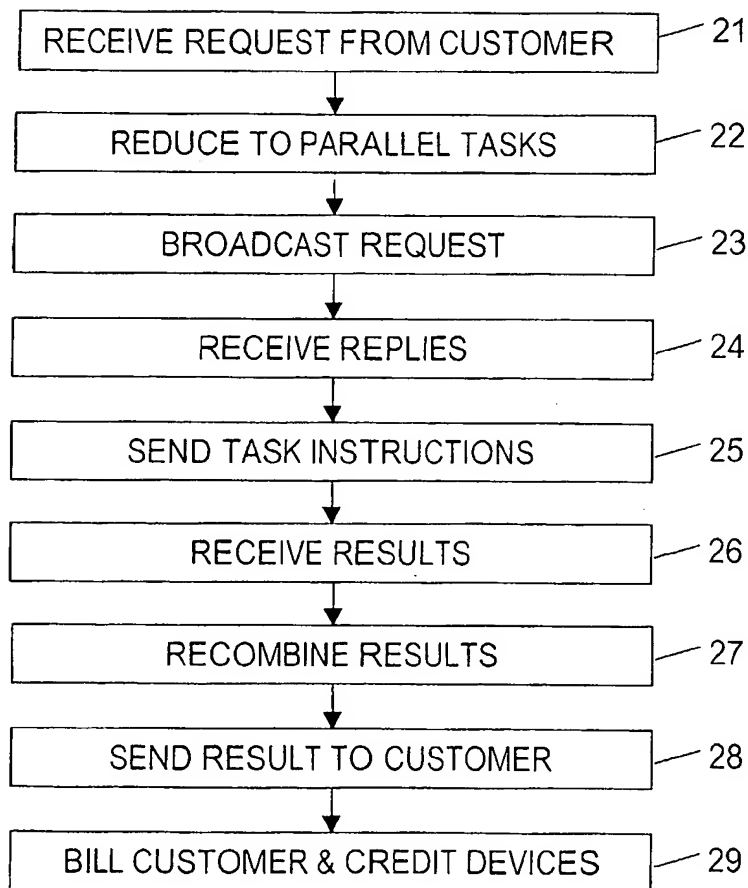 RECEIVE REQUEST FROM CUSTOMER 21
REDUCE TO PARALLEL TASKS 22
BROADCAST REQUEST 23
RECEIVE REPLIES 24
SEND TASK INSTRUCTIONS 25
RECEIVE RESULTS 26
RECOMBINE RESULTS 27
SEND RESULT TO CUSTOMER 28
BILL CUSTOMER & CREDIT DEVICES 29